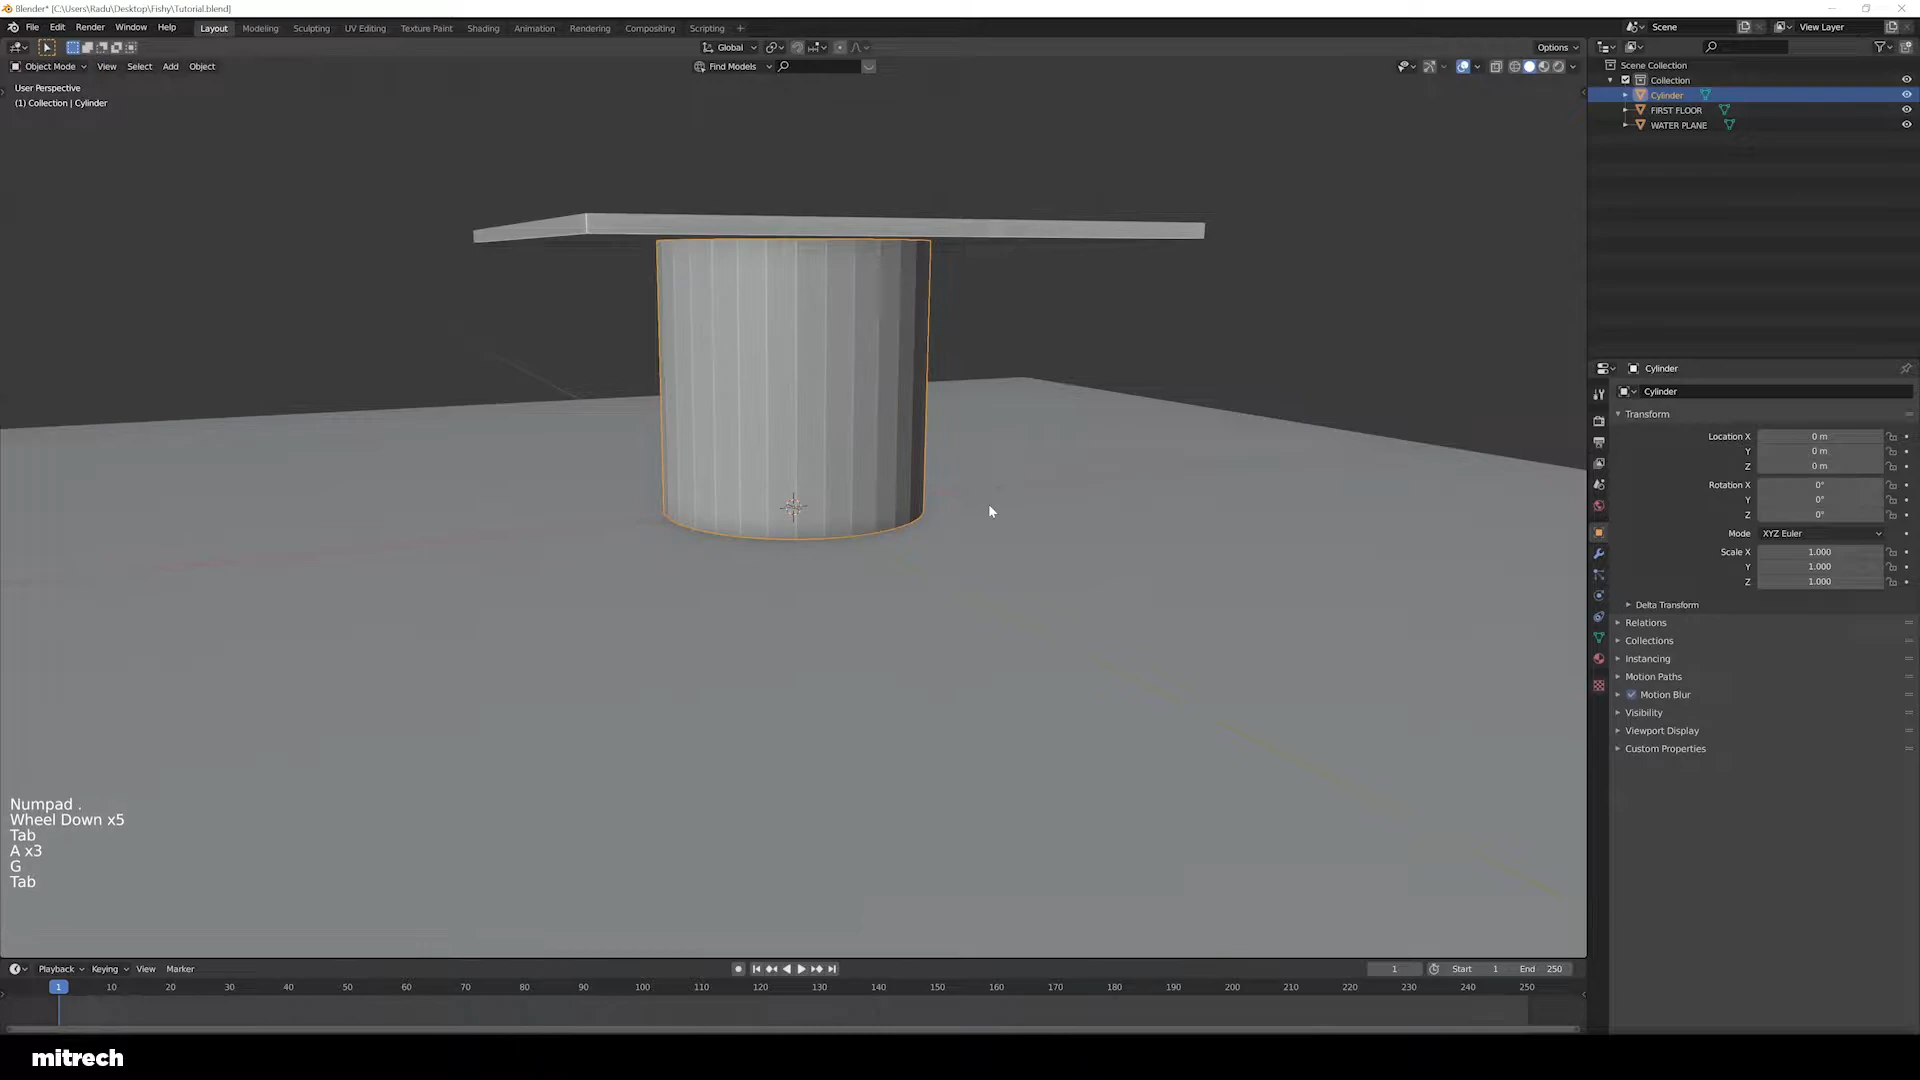 Blender* [C:\Users\Radu\Desktop\Fishy\Tutorial.blend]
File Edit Render Window Help Layout Modeling Sculpting UV Editing Texture Paint Shading Animation Rendering Compositing Scripting + Scene View Layer
Global Options
Object Mode View Select Add Object Find Models
User Perspective
(1) Collection | Cylinder
Scene Collection
Collection
Cylinder
FIRST FLOOR
WATER PLANE
Cylinder
Cylinder
Transform
Location X 0 m
Y 0 m
Z 0 m
Rotation X 0°
Y 0°
Z 0°
Mode XYZ Euler
Scale X 1.000
Y 1.000
Z 1.000
Delta Transform
Relations
Collections
Instancing
Motion Paths
Motion Blur
Visibility
Viewport Display
Custom Properties
Numpad .
Wheel Down x5
Tab
A x3
G
Tab
Playback Keying View Marker 1 Start 1 End 250
1 10 20 30 40 50 60 70 80 90 100 110 120 130 140 150 160 170 180 190 200 210 220 230 240 250
mitrech